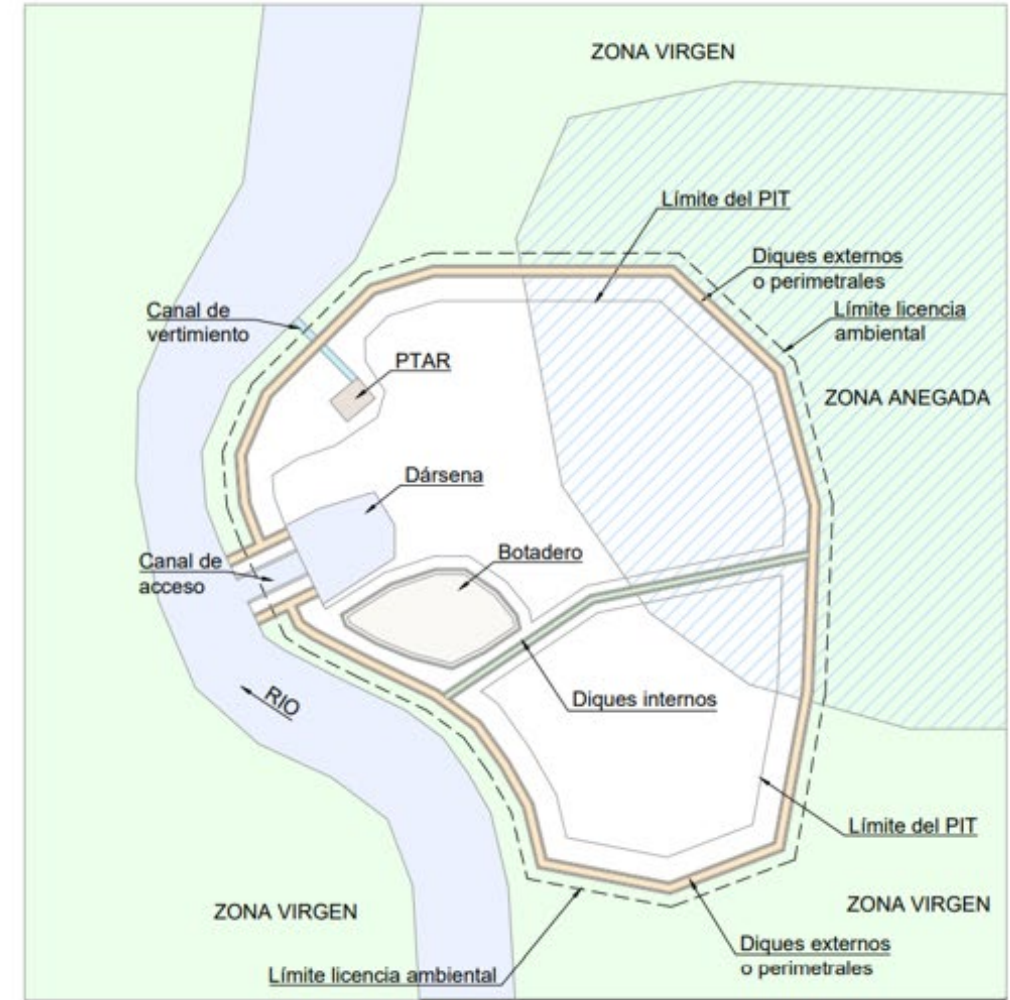 ZONA VIRGEN
Límite del PIT
Diques externos
o perimetrales
Límite licencia
ambiental
Canal de
vertimiento
PTAR
ZONA ANEGADA
Dársena
Botadero
Canal de
acceso
RIO
Diques internos
Límite del PIT
ZONA VIRGEN
ZONA VIRGEN
Diques externos
o perimetrales
Límite licencia ambiental